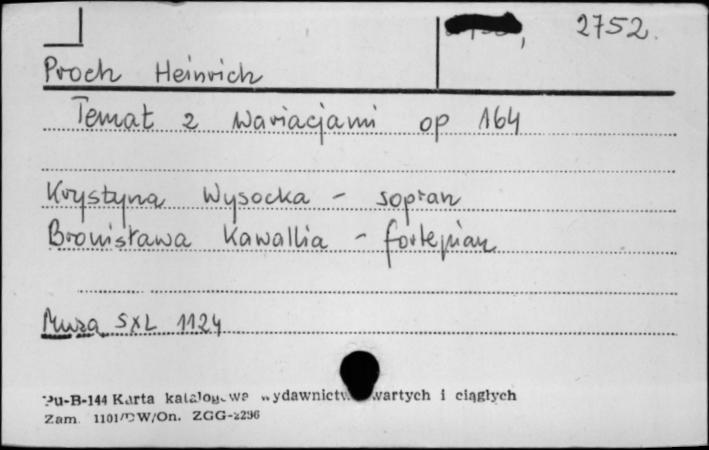 2752.
Proch Heinrich
Temat z wariacjami op 164
Krystyna Wysocka - sopran
Bronisława Kawallia - fortepian
Muza SXL 1124
Pu-B-144 Karta katalogowa wydawnictw zwartych i ciągłych
Zam. 1101/DW/On. ZGG-2296